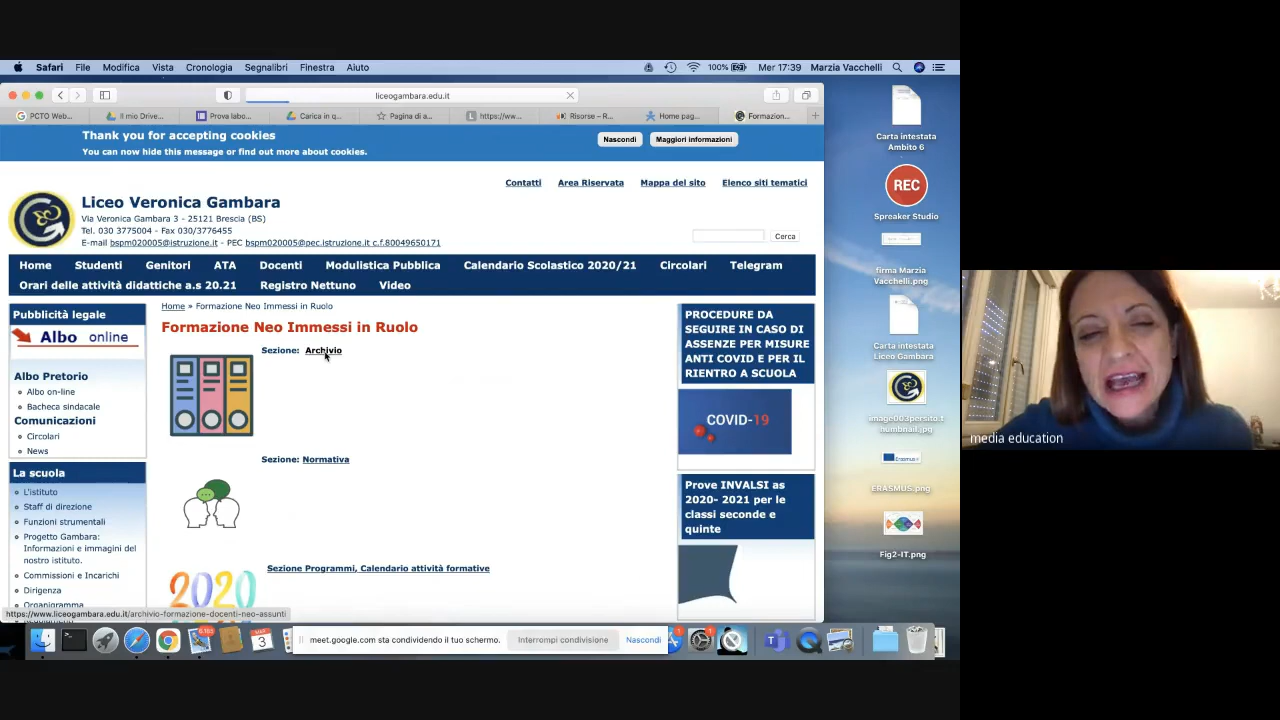 Safari File Modifica Vista Cronologia Segnalibri Finestra Aiuto
100% Mer 17:39 Marzia Vacchelli
liceogambara.edu.it
PCTO Web...
Il mio Drive...
Prova labo...
Carica in q...
Pagina di a...
https://ww...
Risorse – R...
Home pag...
Formazion...
Thank you for accepting cookies
You can now hide this message or find out more about cookies.
Nascondi
Maggiori informazioni
Contatti Area Riservata Mappa del sito Elenco siti tematici
Liceo Veronica Gambara
Via Veronica Gambara 3 - 25121 Brescia (BS)
Tel. 030 3775004 - Fax 030/3776455
E-mail bspm020005@istruzione.it - PEC bspm020005@pec.istruzione.it c.f.80049650171
Cerca
Home Studenti Genitori ATA Docenti Modulistica Pubblica Calendario Scolastico 2020/21 Circolari Telegram
Orari delle attività didattiche a.s 20.21 Registro Nettuno Video
Pubblicità legale
Albo online
Albo Pretorio
Albo on-line
Bacheca sindacale
Comunicazioni
Circolari
News
La scuola
L'istituto
Staff di direzione
Funzioni strumentali
Progetto Gambara:
Informazioni e immagini del
nostro istituto.
Commissioni e Incarichi
Dirigenza
Organigramma
Home » Formazione Neo Immessi in Ruolo
Formazione Neo Immessi in Ruolo
Sezione: Archivio
Sezione: Normativa
Sezione Programmi, Calendario attività formative
2020
PROCEDURA DA
SEGUIRE IN CASO DI
ASSENZE PER MISURE
ANTI COVID E PER IL
RIENTRO A SCUOLA
COVID-19
Prove INVALSI as
2020- 2021 per le
classi seconde e
quinte
https://www.liceogambara.edu.it/archivio-formazione-docenti-neo-assunti
meet.google.com sta condividendo il tuo schermo.
Interrompi condivisione
Nascondi
Carta intestata
Ambito 6
REC
Spreaker Studio
firma Marzia
Vacchelli.png
Carta intestata
Liceo Gambara
image003persito.t
humbnail.jpg
ERASMUS.png
Fig2-IT.png
media education